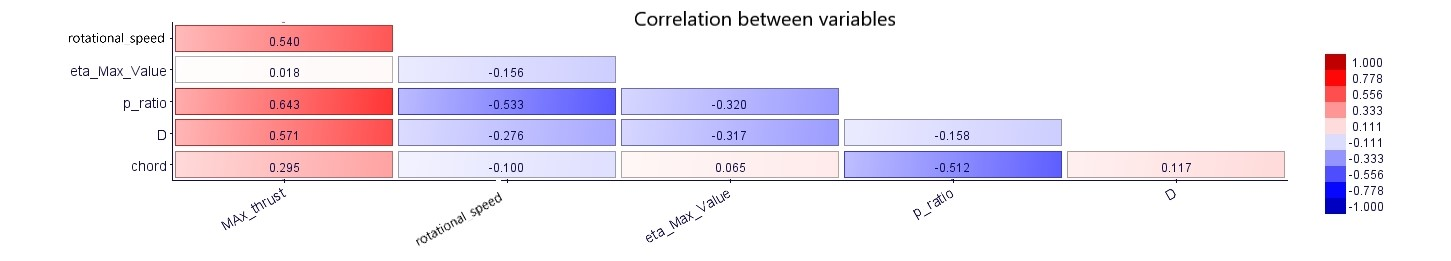 Correlation between variables
rotational speed 0.540
eta_Max_Value 0.018 -0.156
p_ratio 0.643 -0.533 -0.320
D 0.571 -0.276 -0.317 -0.158
chord 0.295 -0.100 0.065 -0.512 0.117
MAx_thrust rotational speed eta_Max_Value p_ratio D
1.000
0.778
0.556
0.333
0.111
-0.111
-0.333
-0.556
-0.778
-1.000